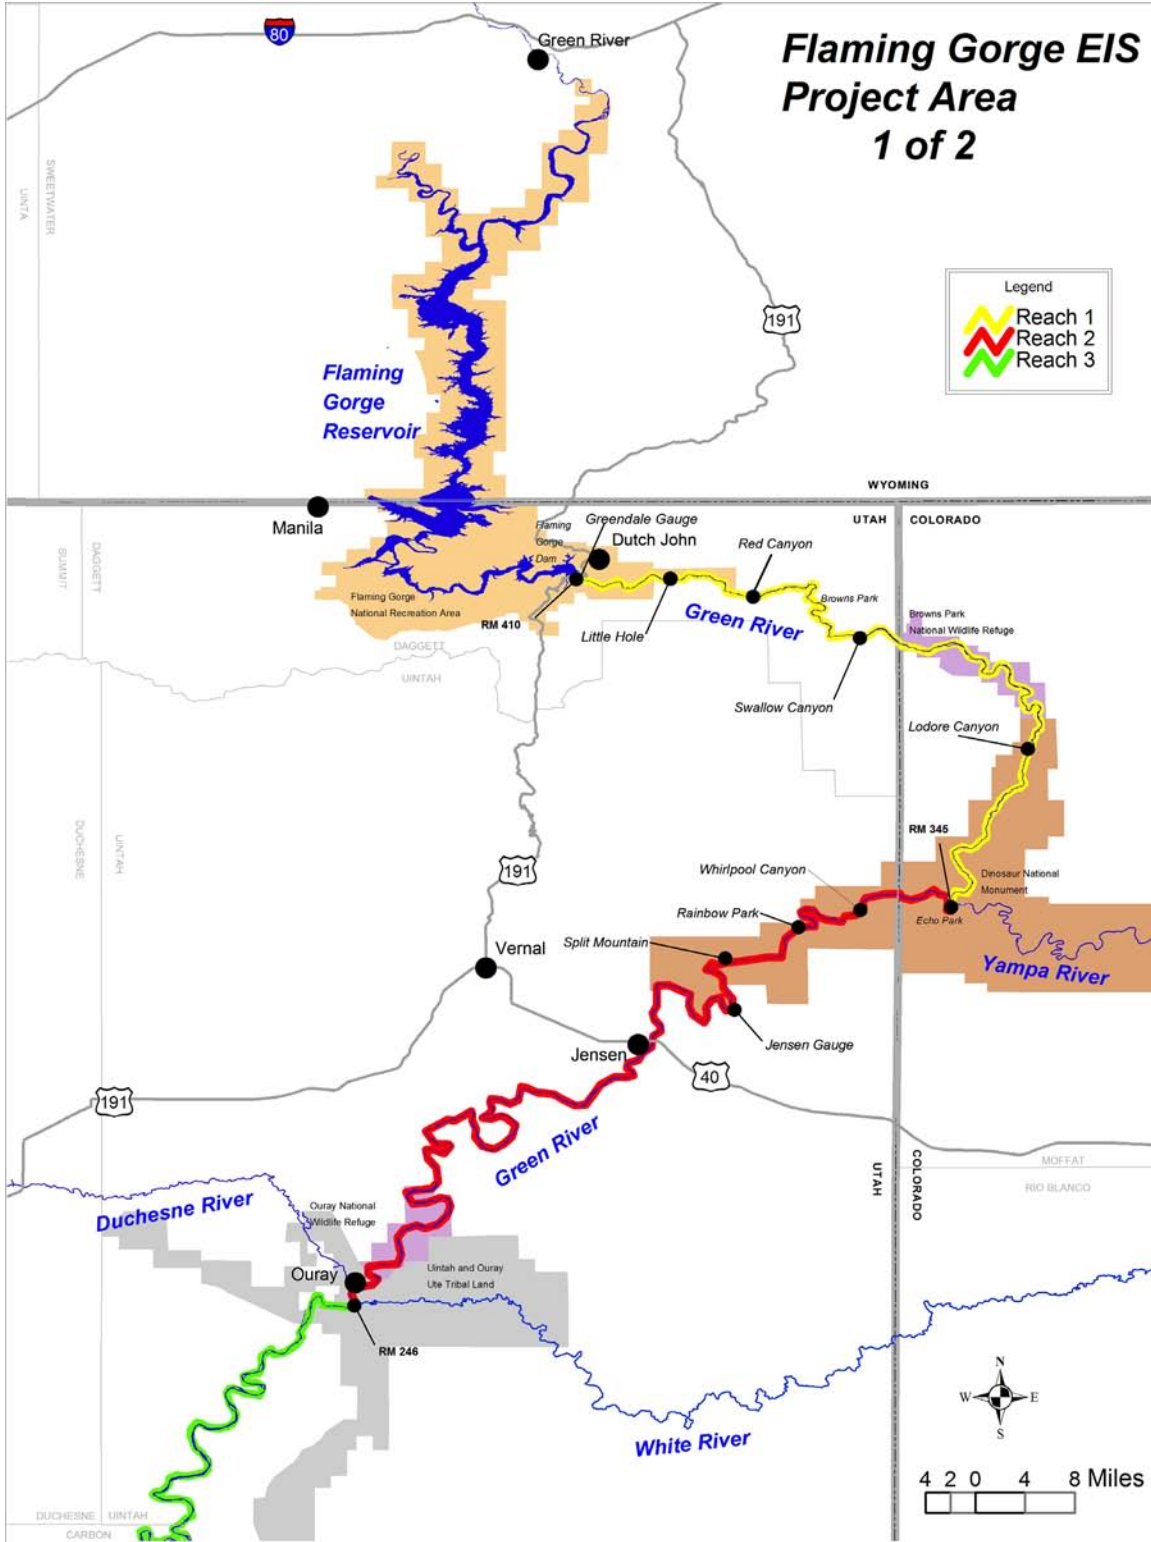 Flaming Gorge EIS
Project Area
1 of 2
80
Green River
UINTA
SWEETWATER
191
Legend
Reach 1
Reach 2
Reach 3
Flaming
Gorge
Reservoir
WYOMING
Manila
UTAH
COLORADO
Greendale Gauge
Flaming
Gorge
Dam
Dutch John
Red Canyon
SUMMIT
DAGGETT
Flaming Gorge
National Recreation Area
RM 410
Little Hole
Green River
Browns Park
Browns Park
National Wildlife Refuge
DAGGETT
UINTAH
Swallow Canyon
Lodore Canyon
DUCHESNE
UINTAH
RM 345
191
Whirlpool Canyon
Dinosaur National
Monument
Rainbow Park
Echo Park
Split Mountain
Vernal
Yampa River
Jensen
Jensen Gauge
40
191
Green River
UTAH
COLORADO
MOFFAT
RIO BLANCO
Duchesne River
Ouray National
Wildlife Refuge
Ouray
Uintah and Ouray
Ute Tribal Land
RM 246
N
W
E
S
White River
4 2 0 4 8 Miles
DUCHESNE
UINTAH
CARBON